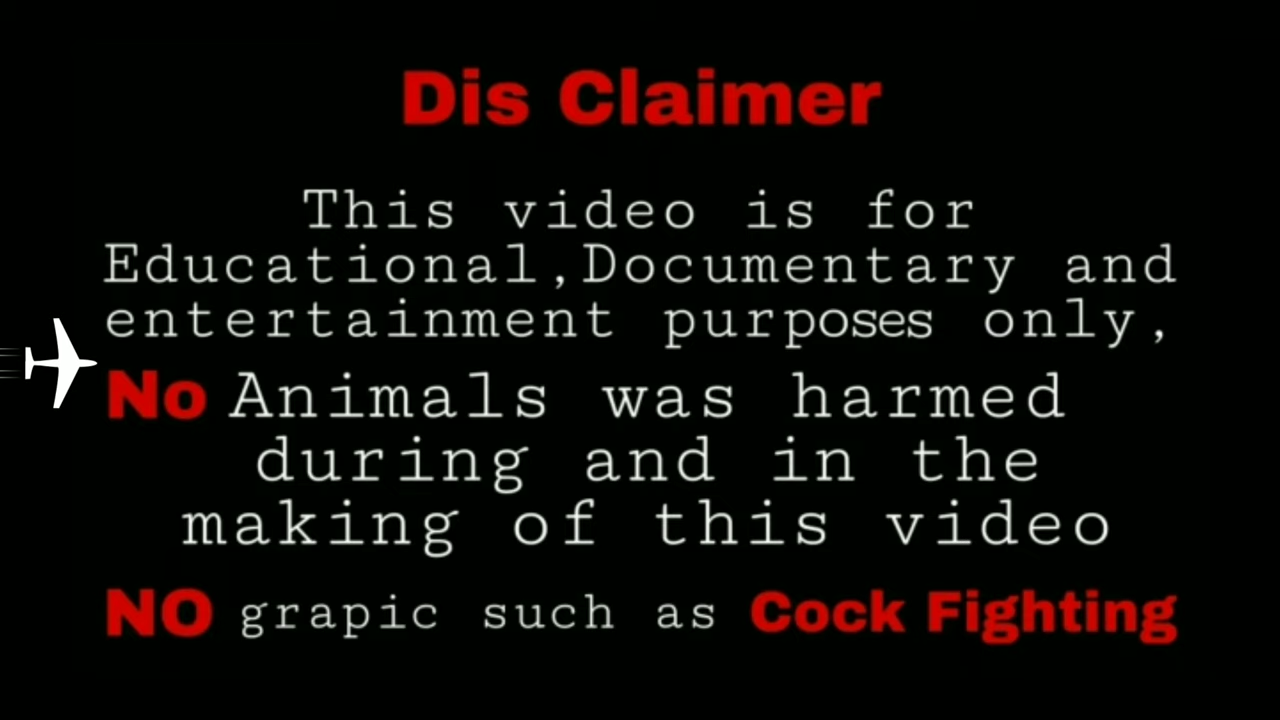 Dis Claimer
This video is for
Educational,Documentary and
entertainment purposes only,
No Animals was harmed
during and in the
making of this video
NO grapic such as Cock Fighting